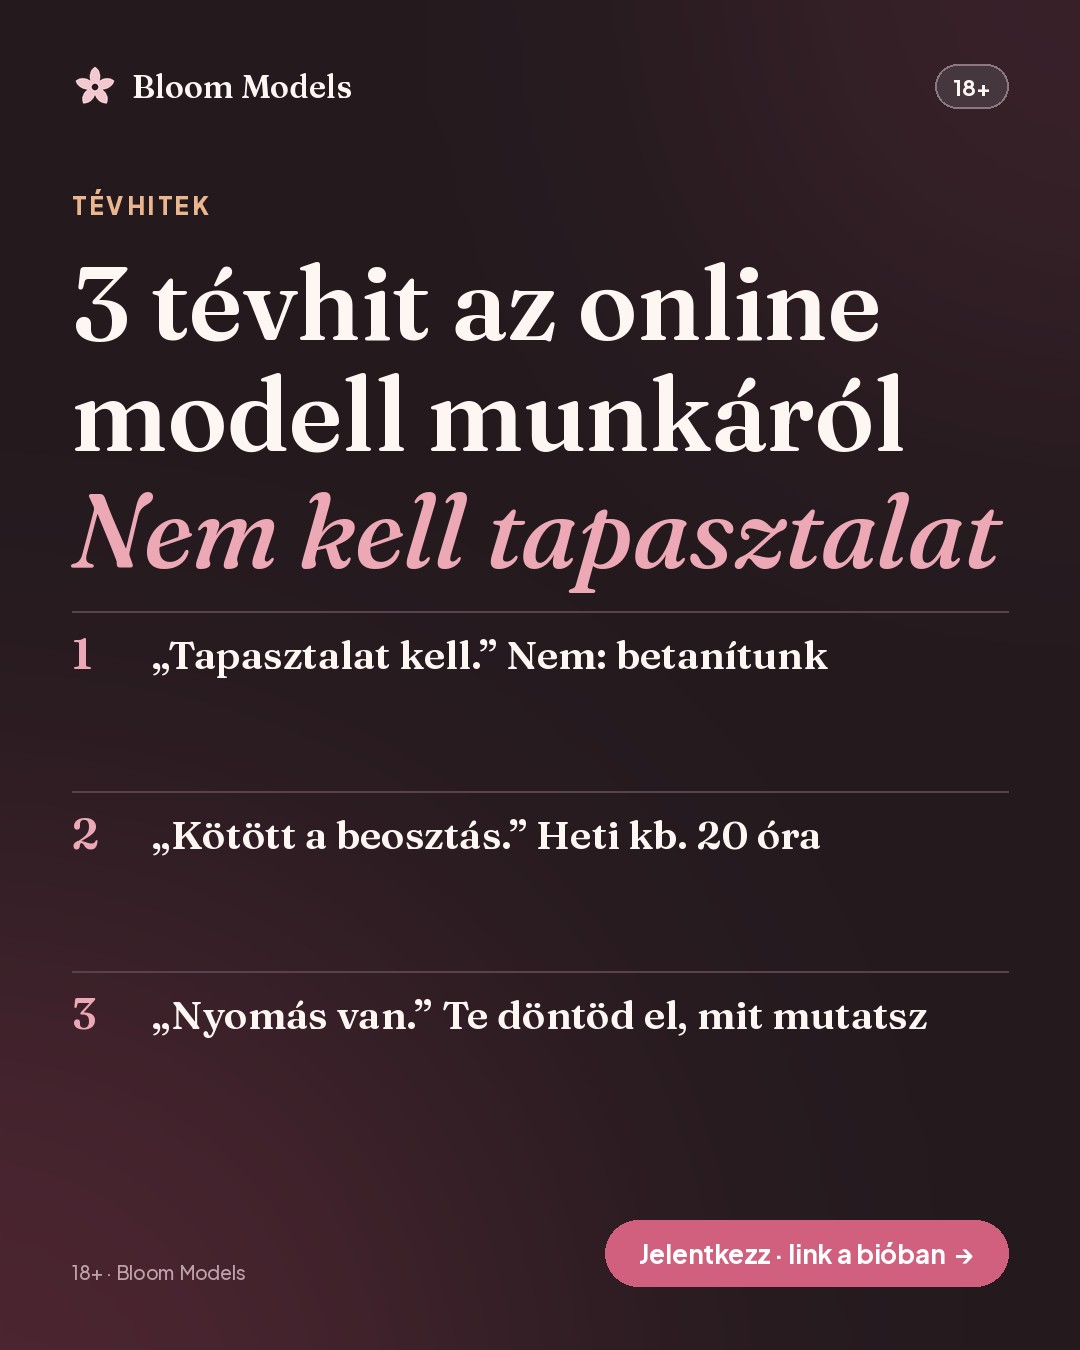 Bloom Models
18+
TÉVHITEK
3 tévhit az online
modell munkáról
Nem kell tapasztalat
1 „Tapasztalat kell.” Nem: betanítunk
2 „Kötött a beosztás.” Heti kb. 20 óra
3 „Nyomás van.” Te döntöd el, mit mutatsz
18+ · Bloom Models
Jelentkezz · link a bióban →